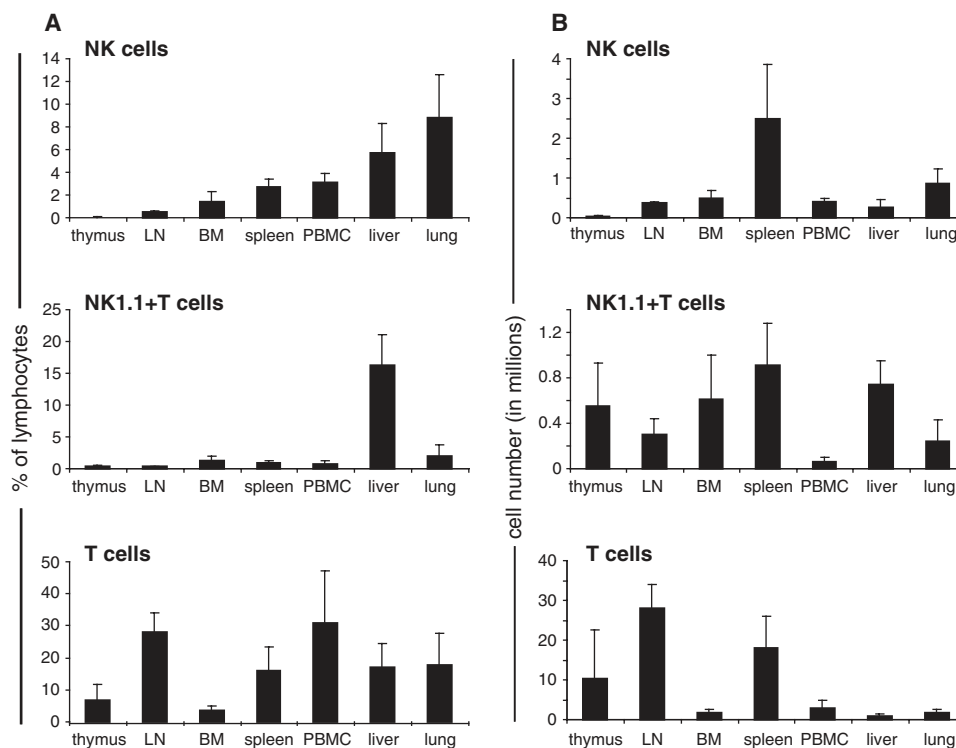 A
NK cells
14
12
10
8
6
4
2
0
thymus LN BM spleen PBMC liver lung
% of lymphocytes
NK1.1+T cells
25
20
15
10
5
0
thymus LN BM spleen PBMC liver lung
T cells
50
40
30
20
10
0
thymus LN BM spleen PBMC liver lung
B
NK cells
4
3
2
1
0
thymus LN BM spleen PBMC liver lung
cell number (in millions)
NK1.1+T cells
1.2
0.8
0.4
0
thymus LN BM spleen PBMC liver lung
T cells
40
30
20
10
0
thymus LN BM spleen PBMC liver lung